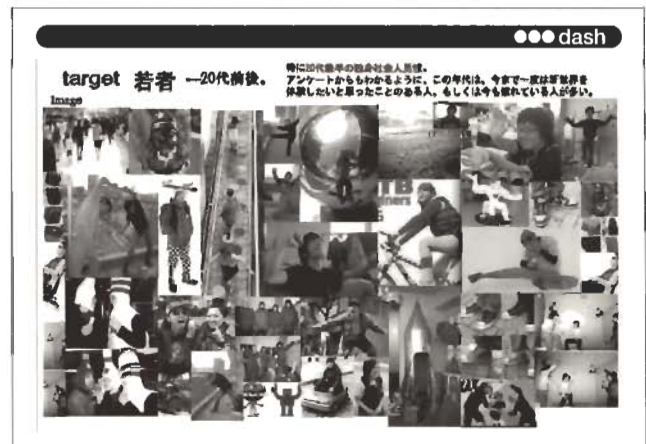 ●●● dash
target 若者 —20代前後。
特に20代後半の独身社会人男性。
アンケートからもわかるように、この年代は、今まで一度は新世界を
体験したいと思ったことのある人、もしくは今も憧れている人が多い。
Image